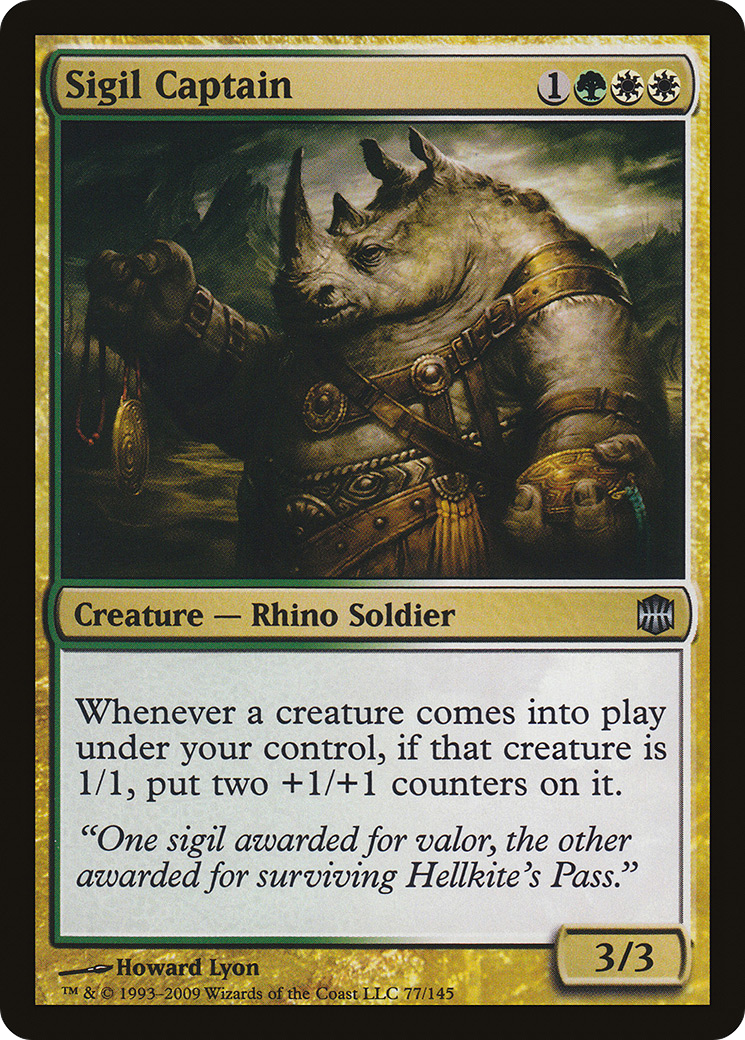 Sigil Captain 1
Creature — Rhino Soldier
Whenever a creature comes into play
under your control, if that creature is
1/1, put two +1/+1 counters on it.
“One sigil awarded for valor, the other
awarded for surviving Hellkite’s Pass.”
3/3
Howard Lyon
™ & © 1993–2009 Wizards of the Coast LLC 77/145